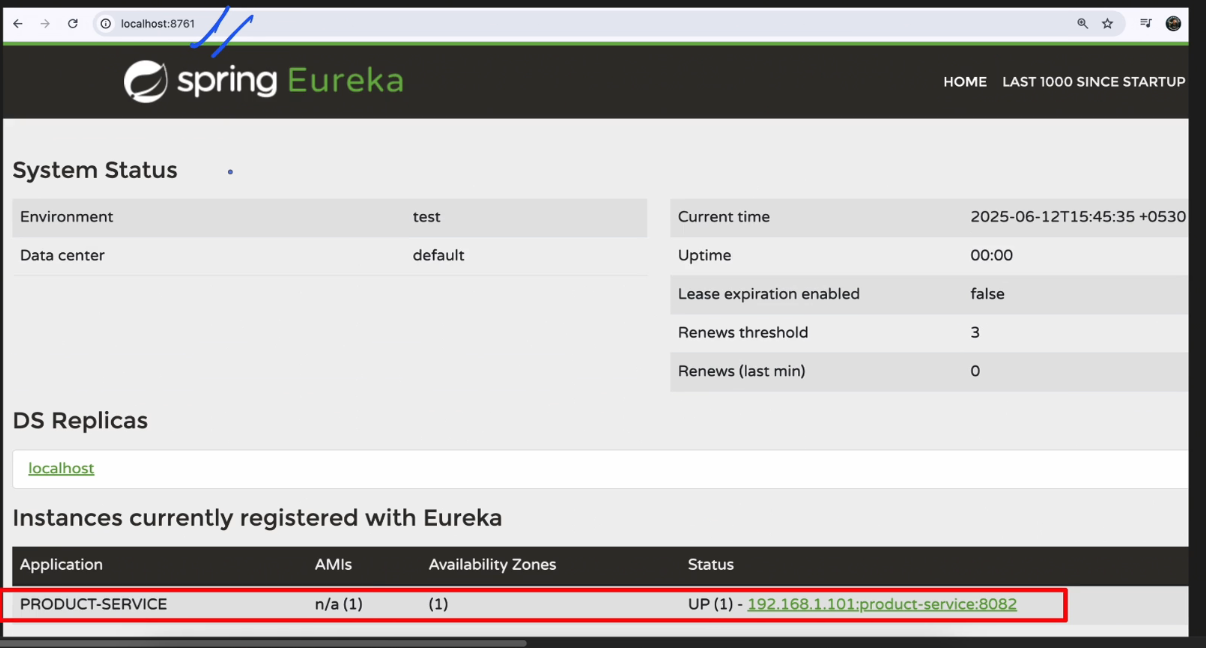 localhost:8761
spring Eureka
HOME LAST 1000 SINCE STARTUP
System Status
Environment test
Data center default
Current time 2025-06-12T15:45:35 +0530
Uptime 00:00
Lease expiration enabled false
Renews threshold 3
Renews (last min) 0
DS Replicas
localhost
Instances currently registered with Eureka
Application AMIs Availability Zones Status
PRODUCT-SERVICE n/a (1) (1) UP (1) - 192.168.1.101:product-service:8082